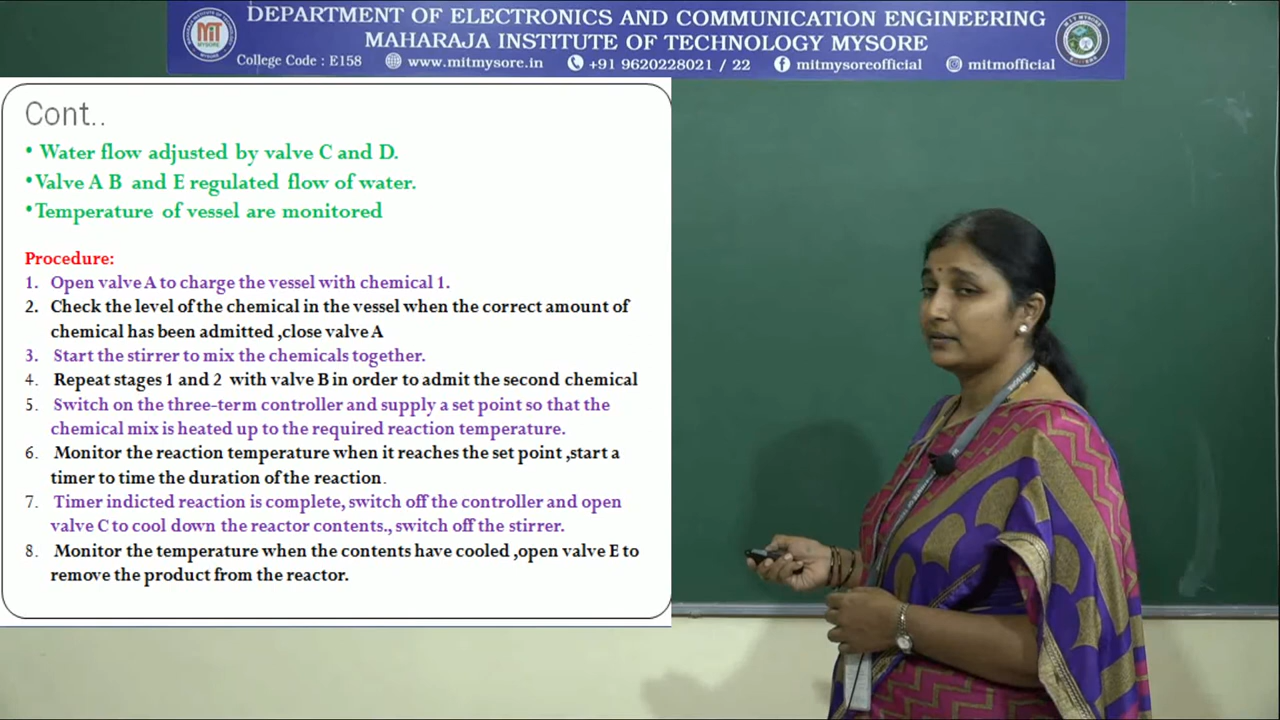 DEPARTMENT OF ELECTRONICS AND COMMUNICATION ENGINEERING
MAHARAJA INSTITUTE OF TECHNOLOGY MYSORE
College Code : E158 www.mitmysore.in +91 9620228021 / 22 mitmysoreofficial mitmofficial
MIT
MYSORE
Cont..
• Water flow adjusted by valve C and D.
•Valve A B and E regulated flow of water.
•Temperature of vessel are monitored
Procedure:
1. Open valve A to charge the vessel with chemical 1.
2. Check the level of the chemical in the vessel when the correct amount of
chemical has been admitted ,close valve A
3. Start the stirrer to mix the chemicals together.
4. Repeat stages 1 and 2 with valve B in order to admit the second chemical
5. Switch on the three-term controller and supply a set point so that the
chemical mix is heated up to the required reaction temperature.
6. Monitor the reaction temperature when it reaches the set point ,start a
timer to time the duration of the reaction.
7. Timer indicted reaction is complete, switch off the controller and open
valve C to cool down the reactor contents., switch off the stirrer.
8. Monitor the temperature when the contents have cooled ,open valve E to
remove the product from the reactor.